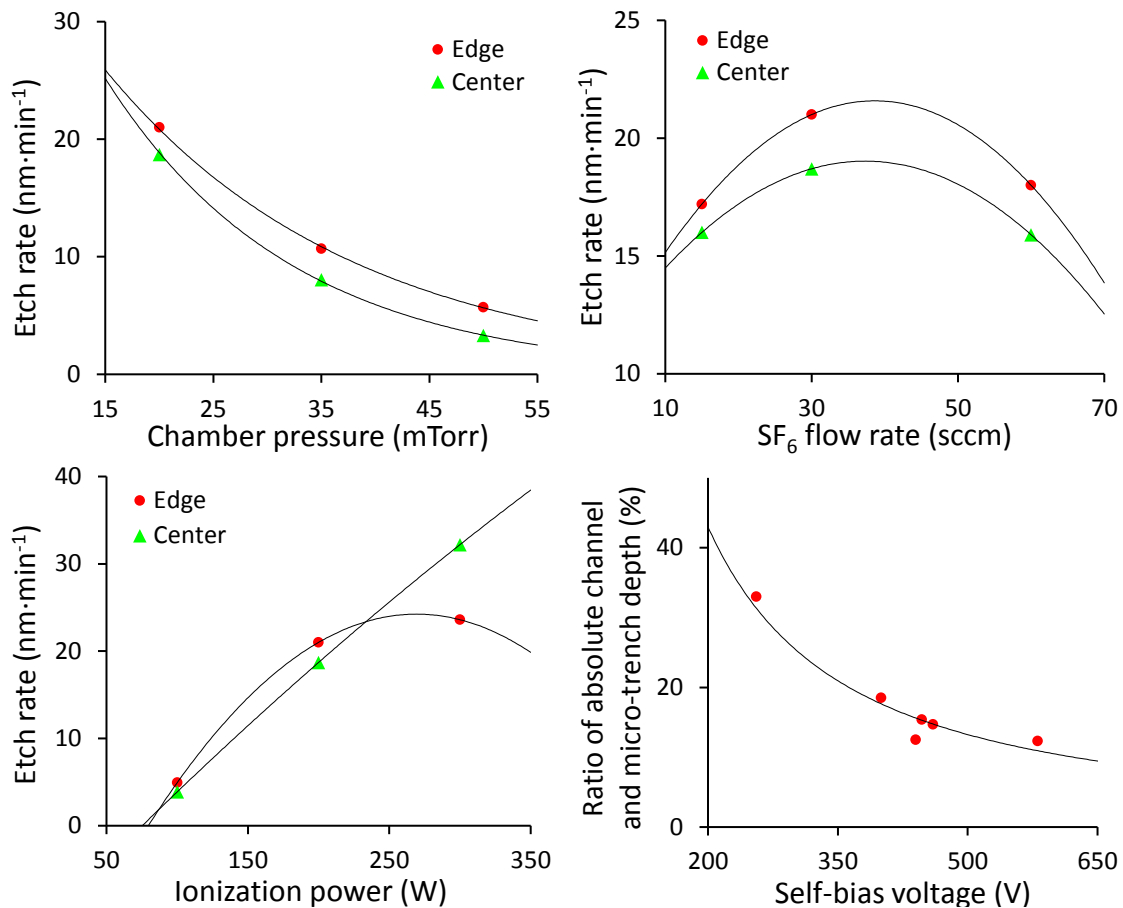 30
20
10
0
Etch rate (nm·min⁻¹)
Edge
Center
15 25 35 45 55
Chamber pressure (mTorr)
25
20
15
10
Etch rate (nm·min⁻¹)
Edge
Center
10 30 50 70
SF₆ flow rate (sccm)
40
30
20
10
0
Etch rate (nm·min⁻¹)
Edge
Center
50 150 250 350
Ionization power (W)
40
20
0
Ratio of absolute channel
and micro-trench depth (%)
200 350 500 650
Self-bias voltage (V)